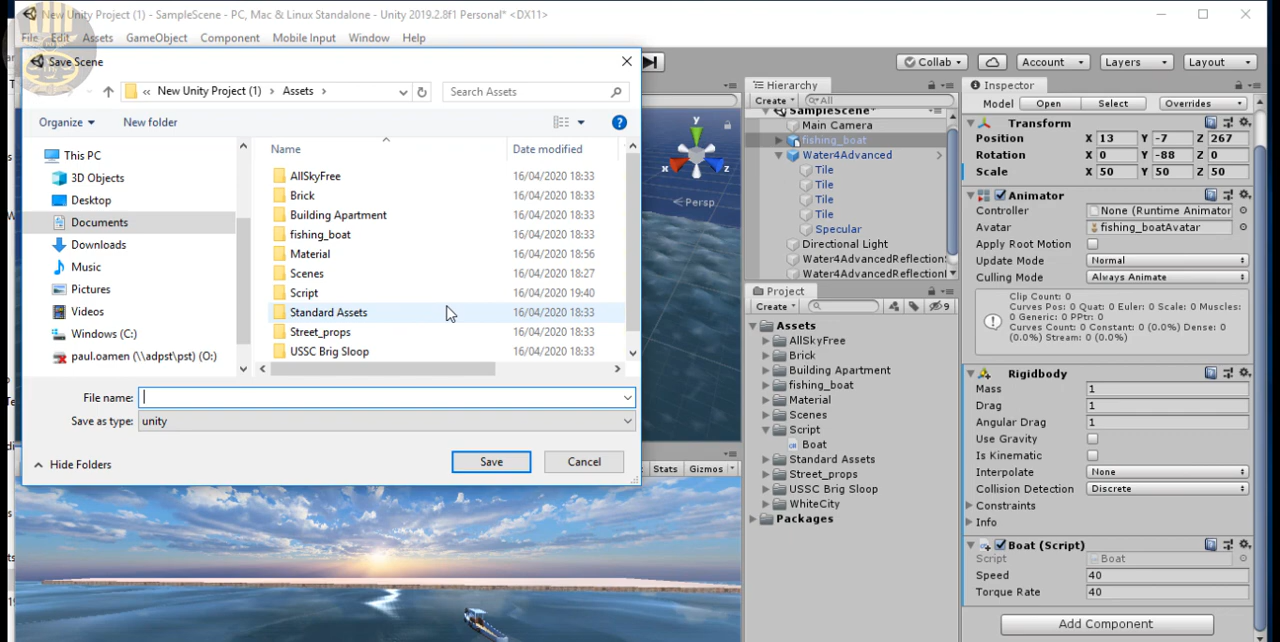 New Unity Project (1) - SampleScene - PC, Mac & Linux Standalone - Unity 2019.2.8f1 Personal* <DX11>
File Edit Assets GameObject Component Mobile Input Window Help
Save Scene
« New Unity Project (1) > Assets >
Search Assets
Organize New folder
This PC
3D Objects
Desktop
Documents
Downloads
Music
Pictures
Videos
Windows (C:)
paul.oamen (\\adpst\pst) (O:)
Name Date modified
AllSkyFree 16/04/2020 18:33
Brick 16/04/2020 18:33
Building Apartment 16/04/2020 18:33
fishing_boat 16/04/2020 18:33
Material 16/04/2020 18:56
Scenes 16/04/2020 18:27
Script 16/04/2020 19:40
Standard Assets 16/04/2020 18:33
Street_props 16/04/2020 18:33
USSC Brig Sloop 16/04/2020 18:33
File name:
Save as type: unity
Hide Folders
Save Cancel
Stats Gizmos
y
x
z
Persp
Collab Account Layers Layout
Hierarchy
Create All
SampleScene*
Main Camera
fishing_boat
Water4Advanced
Tile
Tile
Tile
Tile
Specular
Directional Light
Water4AdvancedReflectionS
Water4AdvancedReflectionM
Project
Create 9
Assets
AllSkyFree
Brick
Building Apartment
fishing_boat
Material
Scenes
Script
Boat
Standard Assets
Street_props
USSC Brig Sloop
WhiteCity
Packages
Inspector
Model Open Select Overrides
Transform
Position X 13 Y -7 Z 267
Rotation X 0 Y -88 Z 0
Scale X 50 Y 50 Z 50
Animator
Controller None (Runtime Animator
Avatar fishing_boatAvatar
Apply Root Motion
Update Mode Normal
Culling Mode Always Animate
Clip Count: 0
Curves Pos: 0 Quat: 0 Euler: 0 Scale: 0 Muscles:
0 Generic: 0 PPtr: 0
Curves Count: 0 Constant: 0 (0.0%) Dense: 0
(0.0%) Stream: 0 (0.0%)
Rigidbody
Mass 1
Drag 1
Angular Drag 1
Use Gravity
Is Kinematic
Interpolate None
Collision Detection Discrete
Constraints
Info
Boat (Script)
Script Boat
Speed 40
Torque Rate 40
Add Component